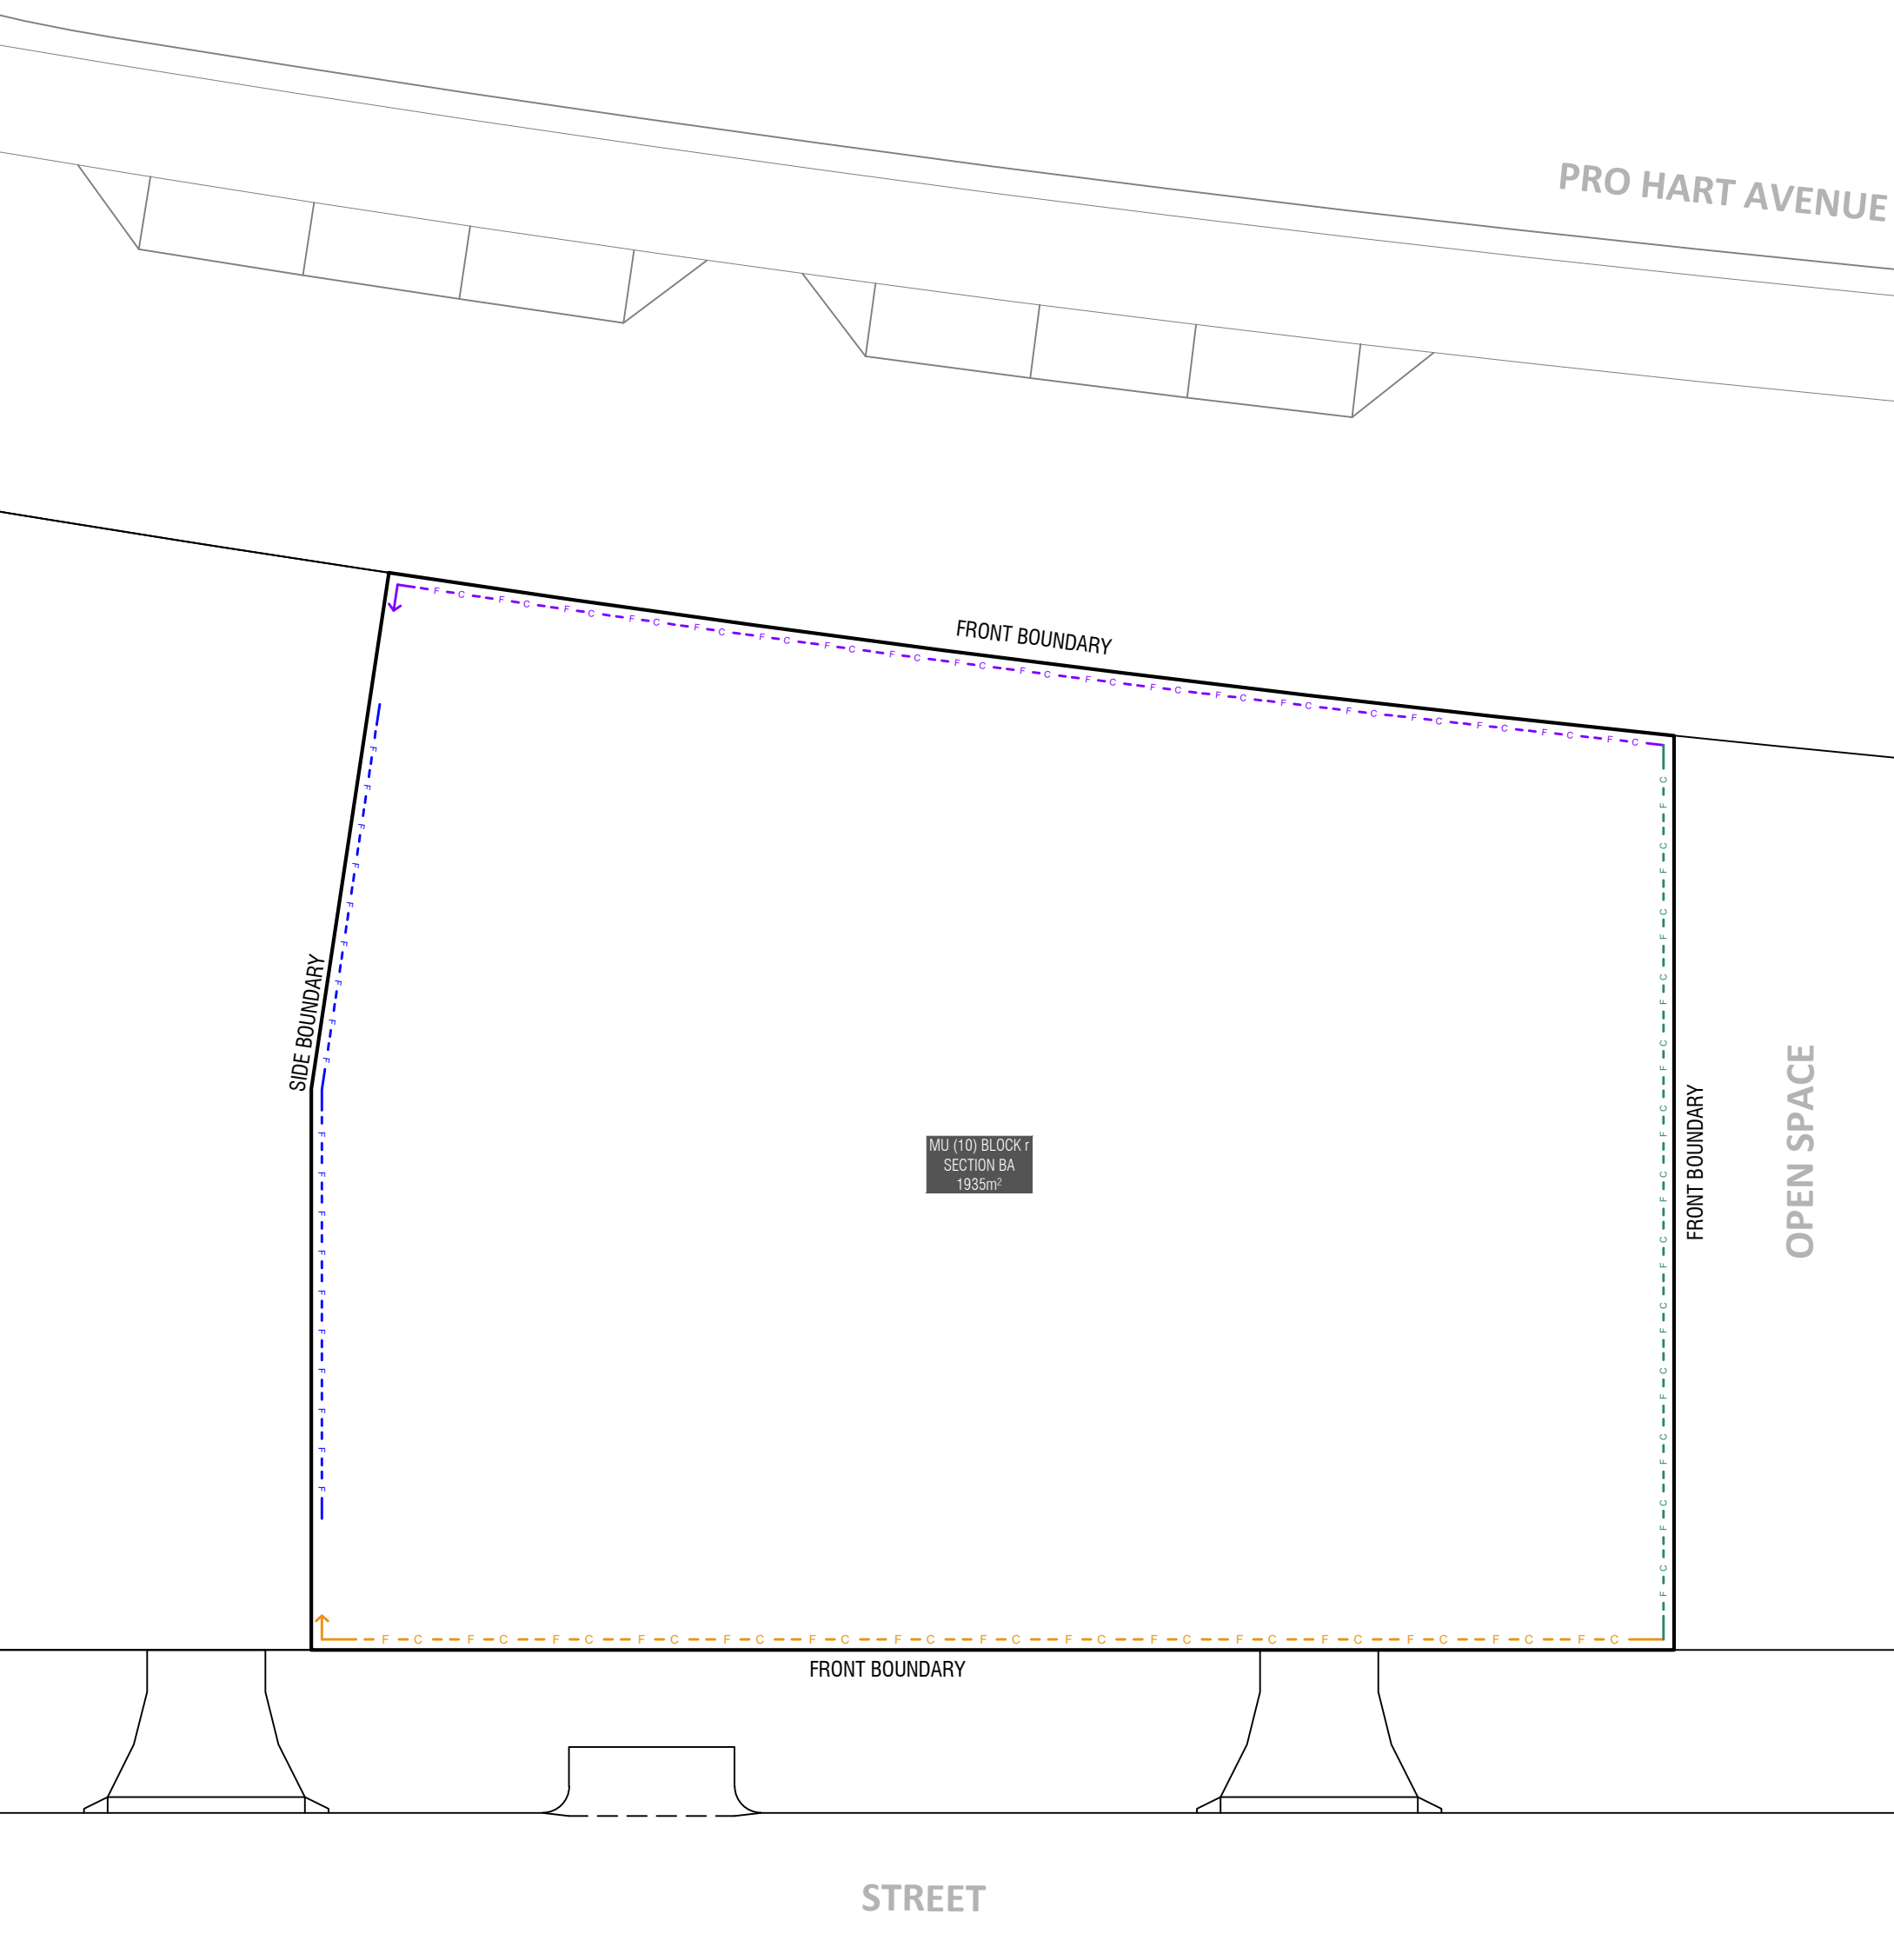 PRO HART AVENUE
FRONT BOUNDARY
F C F C F C F C F C F C F C F C F C F C F C F C F C F C F C F C F C F C F C
SIDE BOUNDARY
F F F F F F F F F
F F F F F F F F F F
MU (10) BLOCK r
SECTION BA
1935m²
C F C F C F C F C F C F C F C F C F C F C F C F C F
FRONT BOUNDARY
OPEN SPACE
F C F C F C F C F C F C F C F C F C F C F C F C F C F C F C
FRONT BOUNDARY
STREET